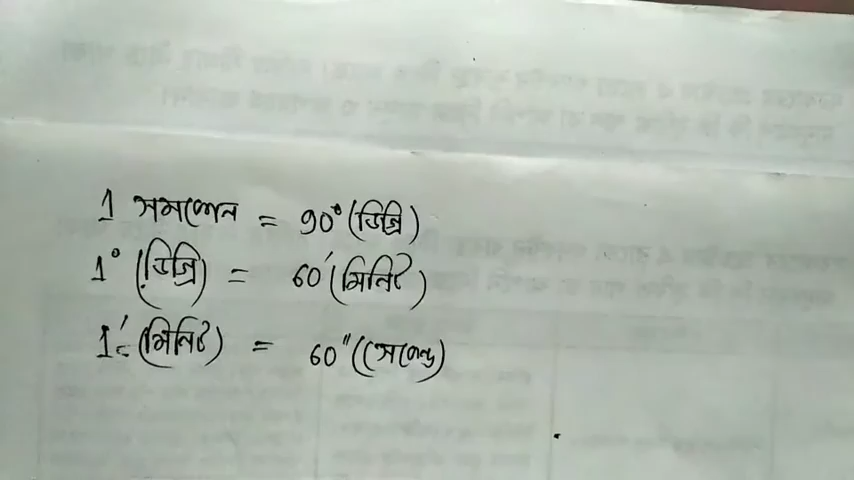 1 সমকোন = 90° (ডিগ্রি)
1° (ডিগ্রি) = 60′ (মিনিট)
1′ (মিনিট) = 60″ (সেকেন্ড)